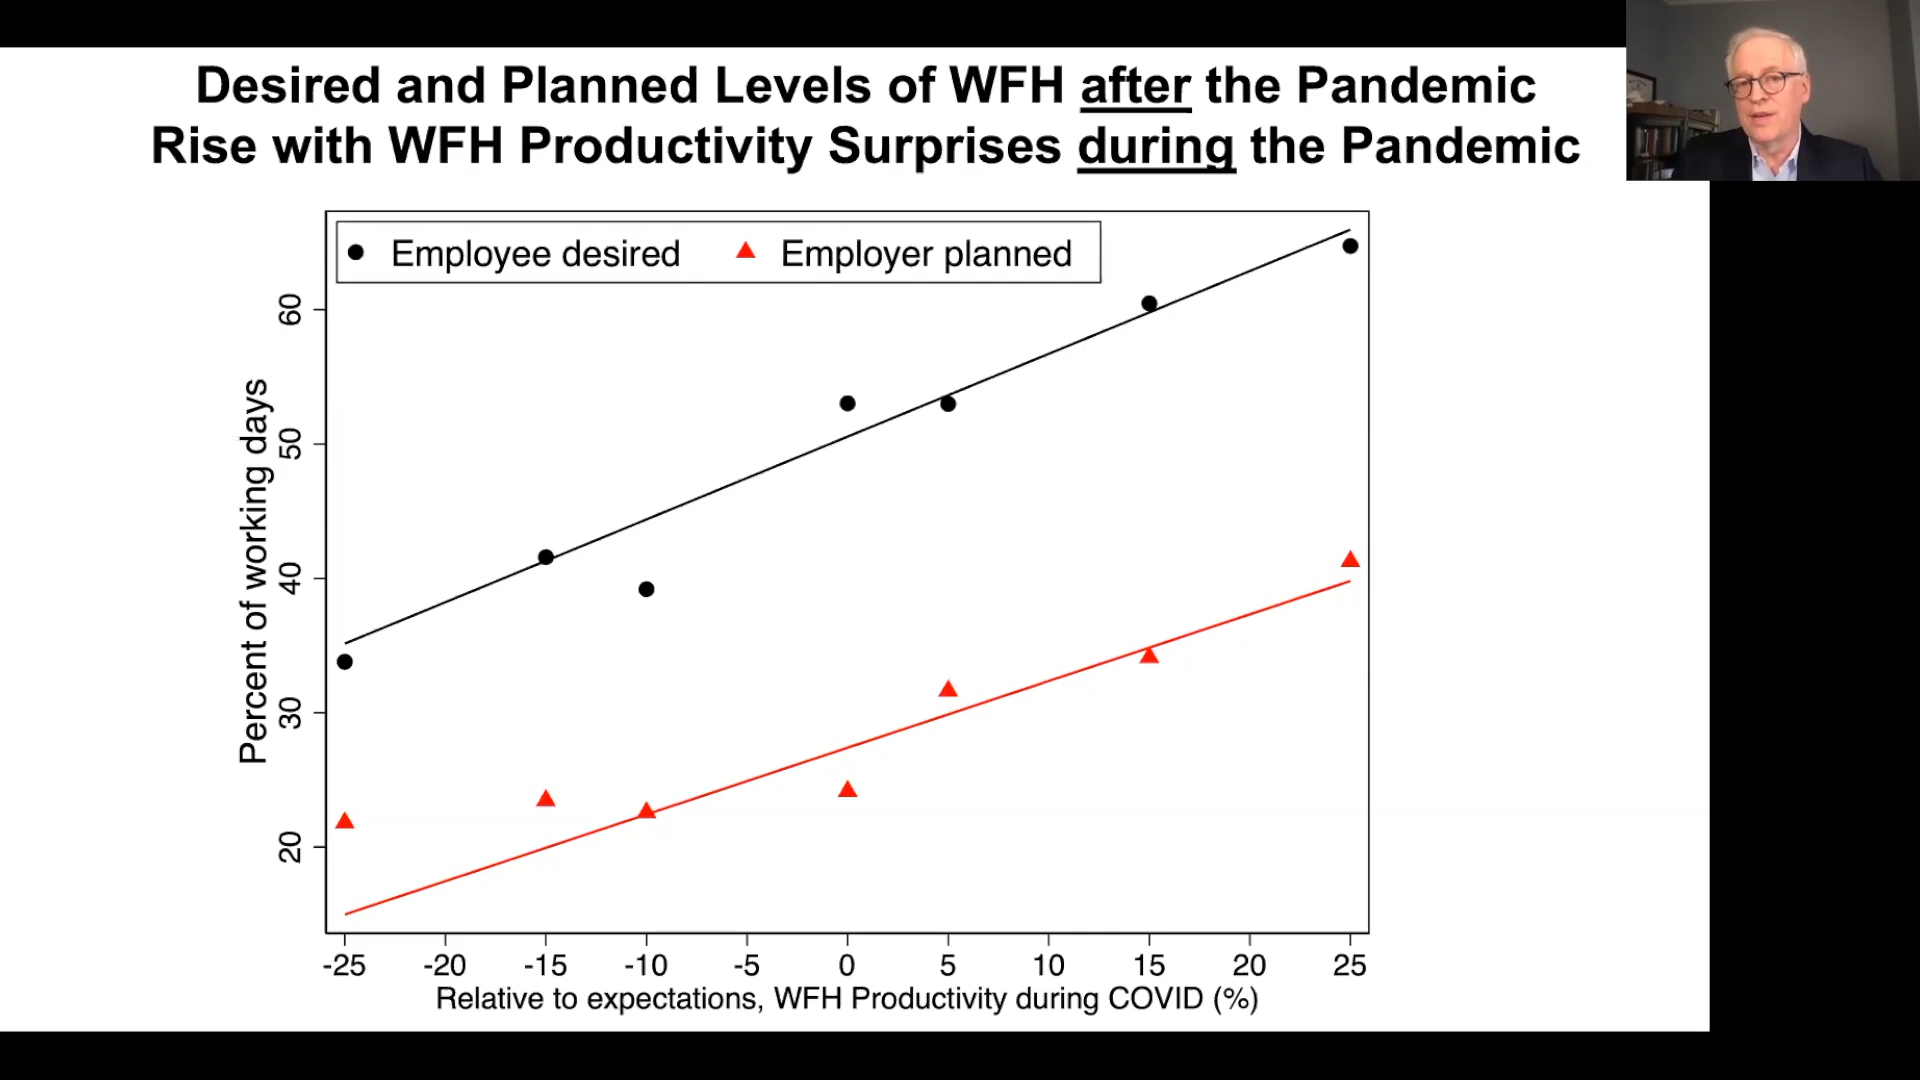 Desired and Planned Levels of WFH after the Pandemic
Rise with WFH Productivity Surprises during the Pandemic
Employee desired
Employer planned
Percent of working days
60
50
40
30
20
-25 -20 -15 -10 -5 0 5 10 15 20 25
Relative to expectations, WFH Productivity during COVID (%)